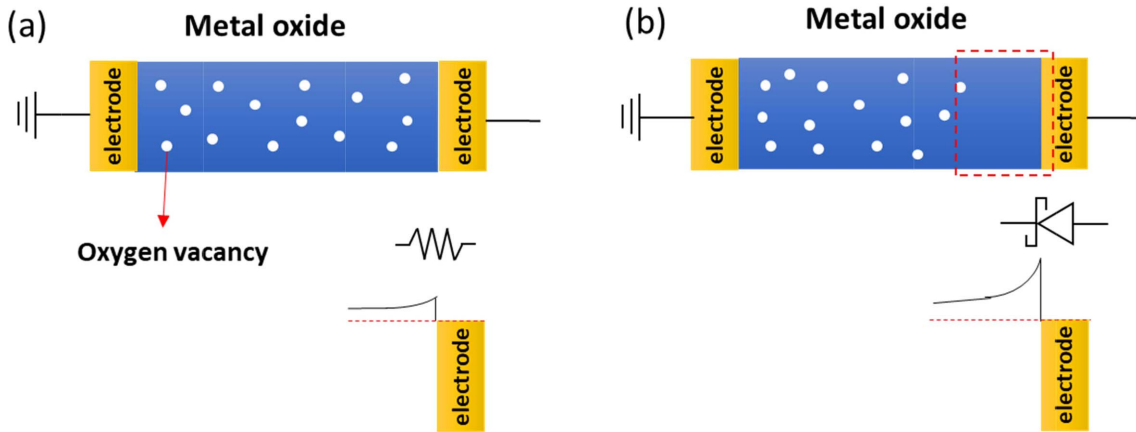 (a)
Metal oxide
electrode
electrode
Oxygen vacancy
electrode
(b)
Metal oxide
electrode
electrode
electrode